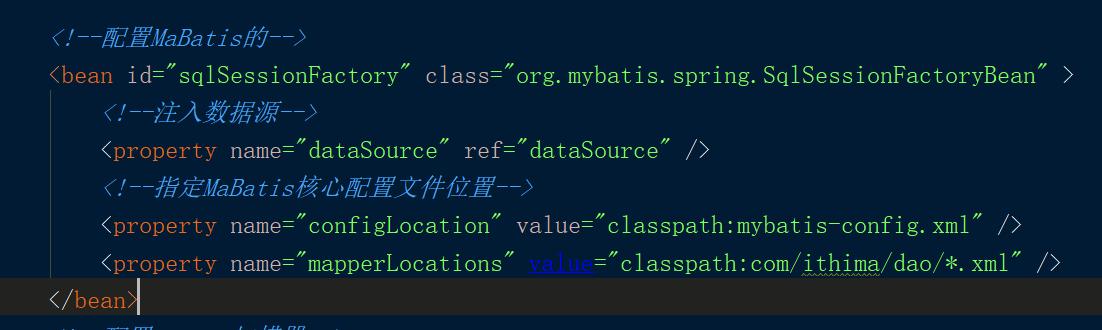 <!--配置MaBatis的-->
<bean id="sqlSessionFactory" class="org.mybatis.spring.SqlSessionFactoryBean" >
<!--注入数据源-->
<property name="dataSource" ref="dataSource" />
<!--指定MaBatis核心配置文件位置-->
<property name="configLocation" value="classpath:mybatis-config.xml" />
<property name="mapperLocations" value="classpath:com/ithima/dao/*.xml" />
</bean>